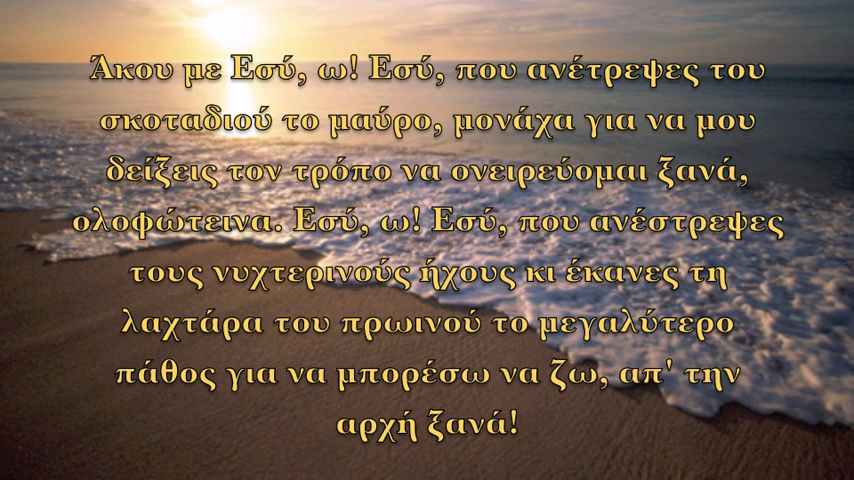 Άκου με Εσύ, ω! Εσύ, που ανέτρεψες του
σκοταδιού το μαύρο, μονάχα για να μου
δείξεις τον τρόπο να ονειρεύομαι ξανά,
ολοφώτεινα. Εσύ, ω! Εσύ, που ανέστρεψες
τους νυχτερινούς ήχους κι έκανες τη
λαχτάρα του πρωινού το μεγαλύτερο
πάθος για να μπορέσω να ζω, απ' την
αρχή ξανά!